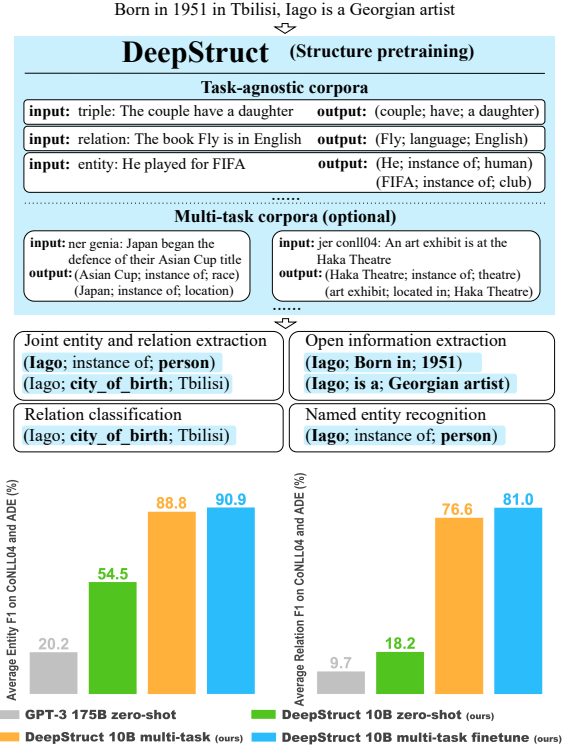 Born in 1951 in Tbilisi, Iago is a Georgian artist
DeepStruct (Structure pretraining)
Task-agnostic corpora
input: triple: The couple have a daughter output: (couple; have; a daughter)
input: relation: The book Fly is in English output: (Fly; language; English)
input: entity: He played for FIFA output: (He; instance of; human)
(FIFA; instance of; club)
......
Multi-task corpora (optional)
input: ner genia: Japan began the
defence of their Asian Cup title
output: (Asian Cup; instance of; race)
(Japan; instance of; location)
input: jer conll04: An art exhibit is at the
Haka Theatre
output: (Haka Theatre; instance of; theatre)
(art exhibit; located in; Haka Theatre)
......
Joint entity and relation extraction
(Iago; instance of; person)
(Iago; city_of_birth; Tbilisi)
Open information extraction
(Iago; Born in; 1951)
(Iago; is a; Georgian artist)
Relation classification
(Iago; city_of_birth; Tbilisi)
Named entity recognition
(Iago; instance of; person)
Average Entity F1 on CoNLL04 and ADE (%)
20.2
54.5
88.8
90.9
Average Relation F1 on CoNLL04 and ADE (%)
9.7
18.2
76.6
81.0
GPT-3 175B zero-shot
DeepStruct 10B zero-shot (ours)
DeepStruct 10B multi-task (ours)
DeepStruct 10B multi-task finetune (ours)